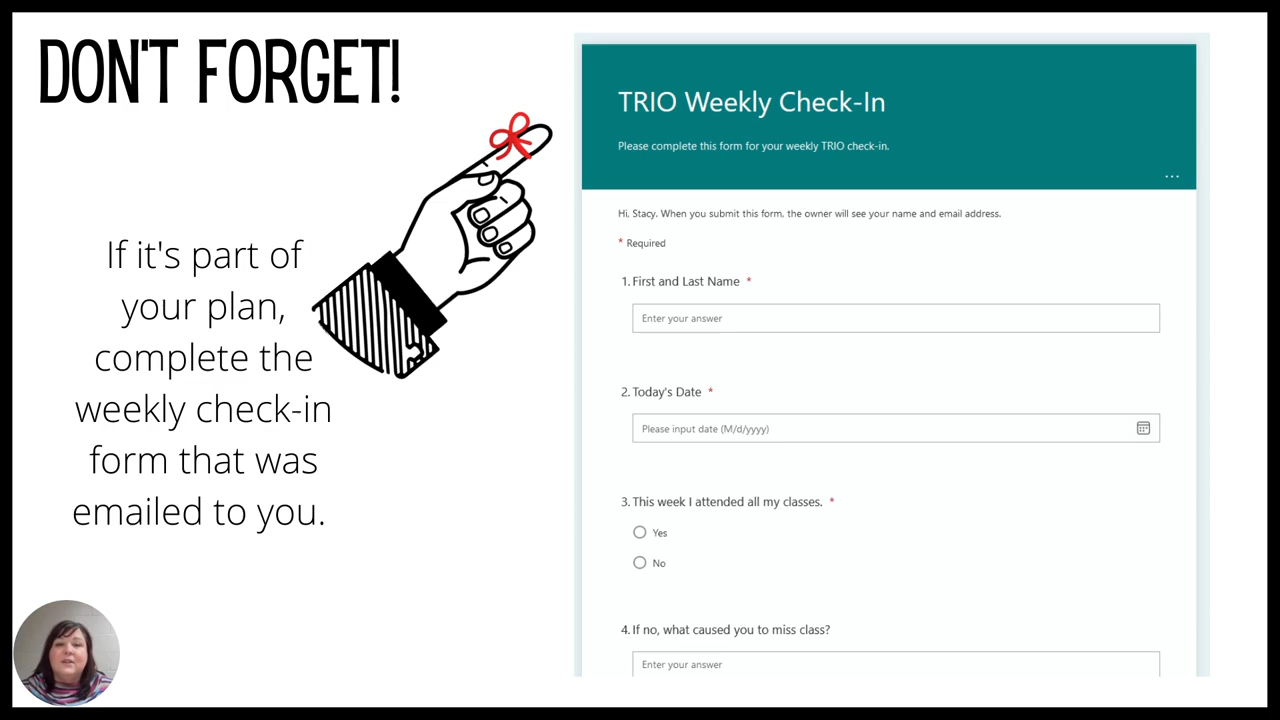 DON'T FORGET!
If it's part of
your plan,
complete the
weekly check-in
form that was
emailed to you.
TRIO Weekly Check-In
Please complete this form for your weekly TRIO check-in.
...
Hi, Stacy. When you submit this form, the owner will see your name and email address.
* Required
1. First and Last Name *
Enter your answer
2. Today's Date *
Please input date (M/d/yyyy)
3. This week I attended all my classes. *
Yes
No
4. If no, what caused you to miss class?
Enter your answer